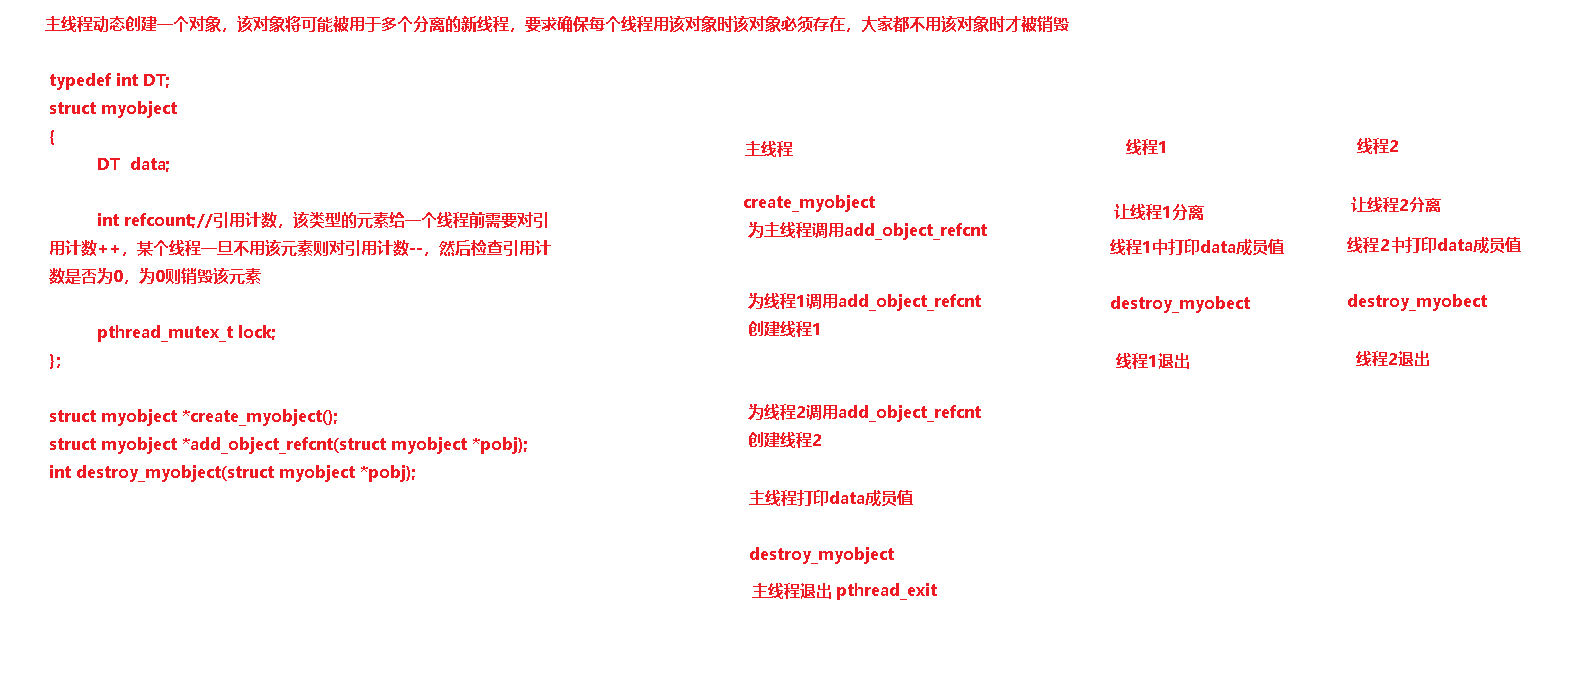 主线程动态创建一个对象，该对象将可能被用于多个分离的新线程，要求确保每个线程用该对象时该对象必须存在，大家都不用该对象时才被销毁
typedef int DT;
struct myobject
{
DT data;
int refcount;//引用计数，该类型的元素给一个线程前需要对引
用计数++，某个线程一旦不用该元素则对引用计数--，然后检查引用计
数是否为0，为0则销毁该元素
pthread_mutex_t lock;
};
struct myobject *create_myobject();
struct myobject *add_object_refcnt(struct myobject *pobj);
int destroy_myobject(struct myobject *pobj);
主线程
create_myobject
为主线程调用add_object_refcnt
为线程1调用add_object_refcnt
创建线程1
为线程2调用add_object_refcnt
创建线程2
主线程打印data成员值
destroy_myobject
主线程退出 pthread_exit
线程1
让线程1分离
线程1中打印data成员值
destroy_myobect
线程1退出
线程2
让线程2分离
线程2中打印data成员值
destroy_myobect
线程2退出